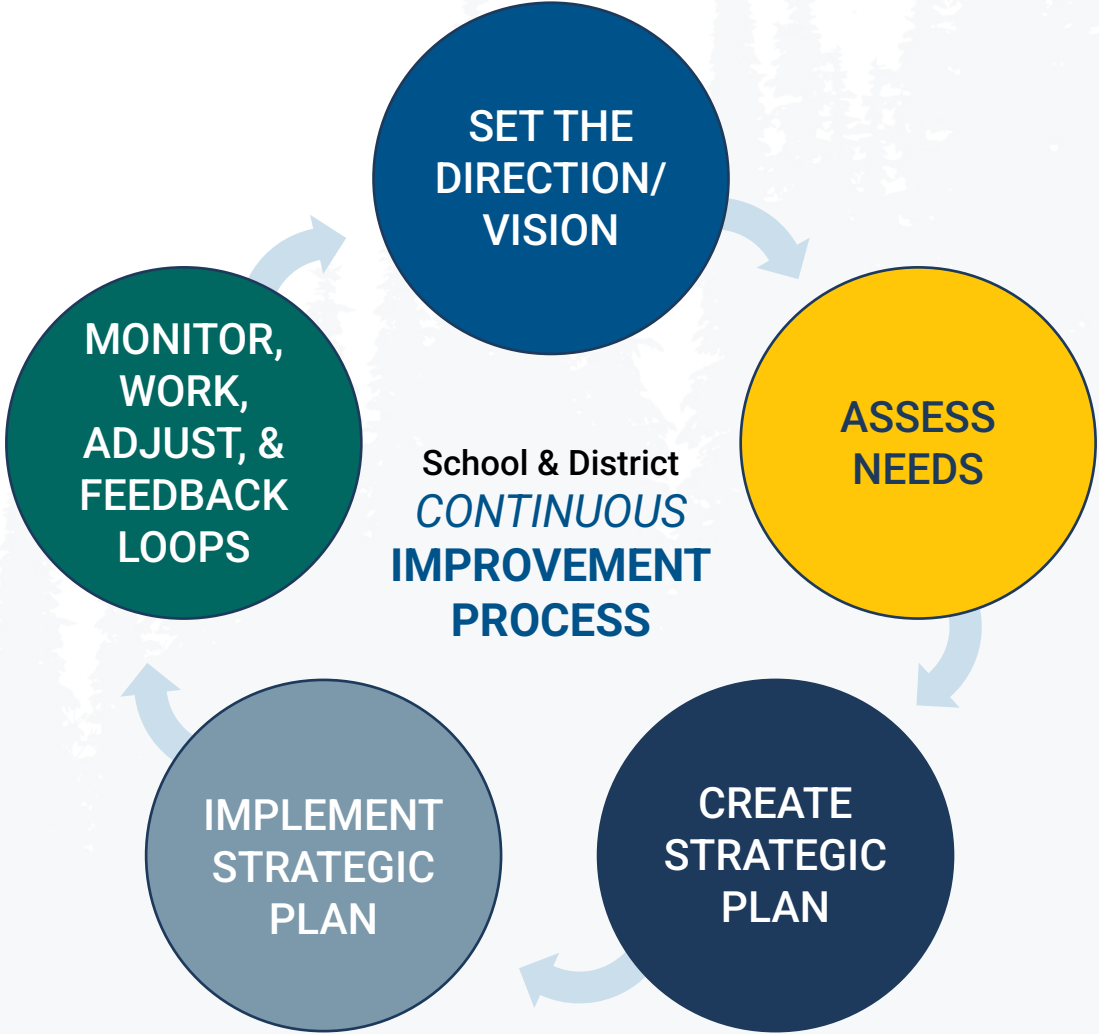 SET THE
DIRECTION/
VISION
ASSESS
NEEDS
CREATE
STRATEGIC
PLAN
IMPLEMENT
STRATEGIC
PLAN
MONITOR,
WORK,
ADJUST, &
FEEDBACK
LOOPS
School & District
CONTINUOUS
IMPROVEMENT
PROCESS